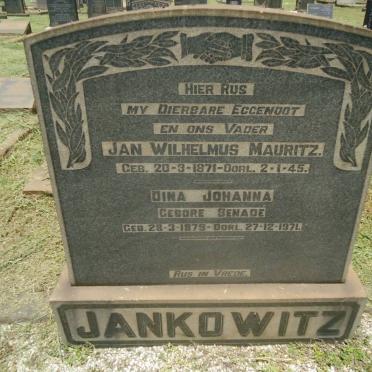 HIER RUS
MY DIERBARE EGGENOOT
EN ONS VADER
JAN WILHELMUS MAURITZ.
GEB. 20-3-1871-OORL. 2-1-45.
DINA JOHANNA
GEBORE SENADE
GEB. 28-3-1879-OORL. 27-12-1971.
RUS IN VREDE.
JANKOWITZ